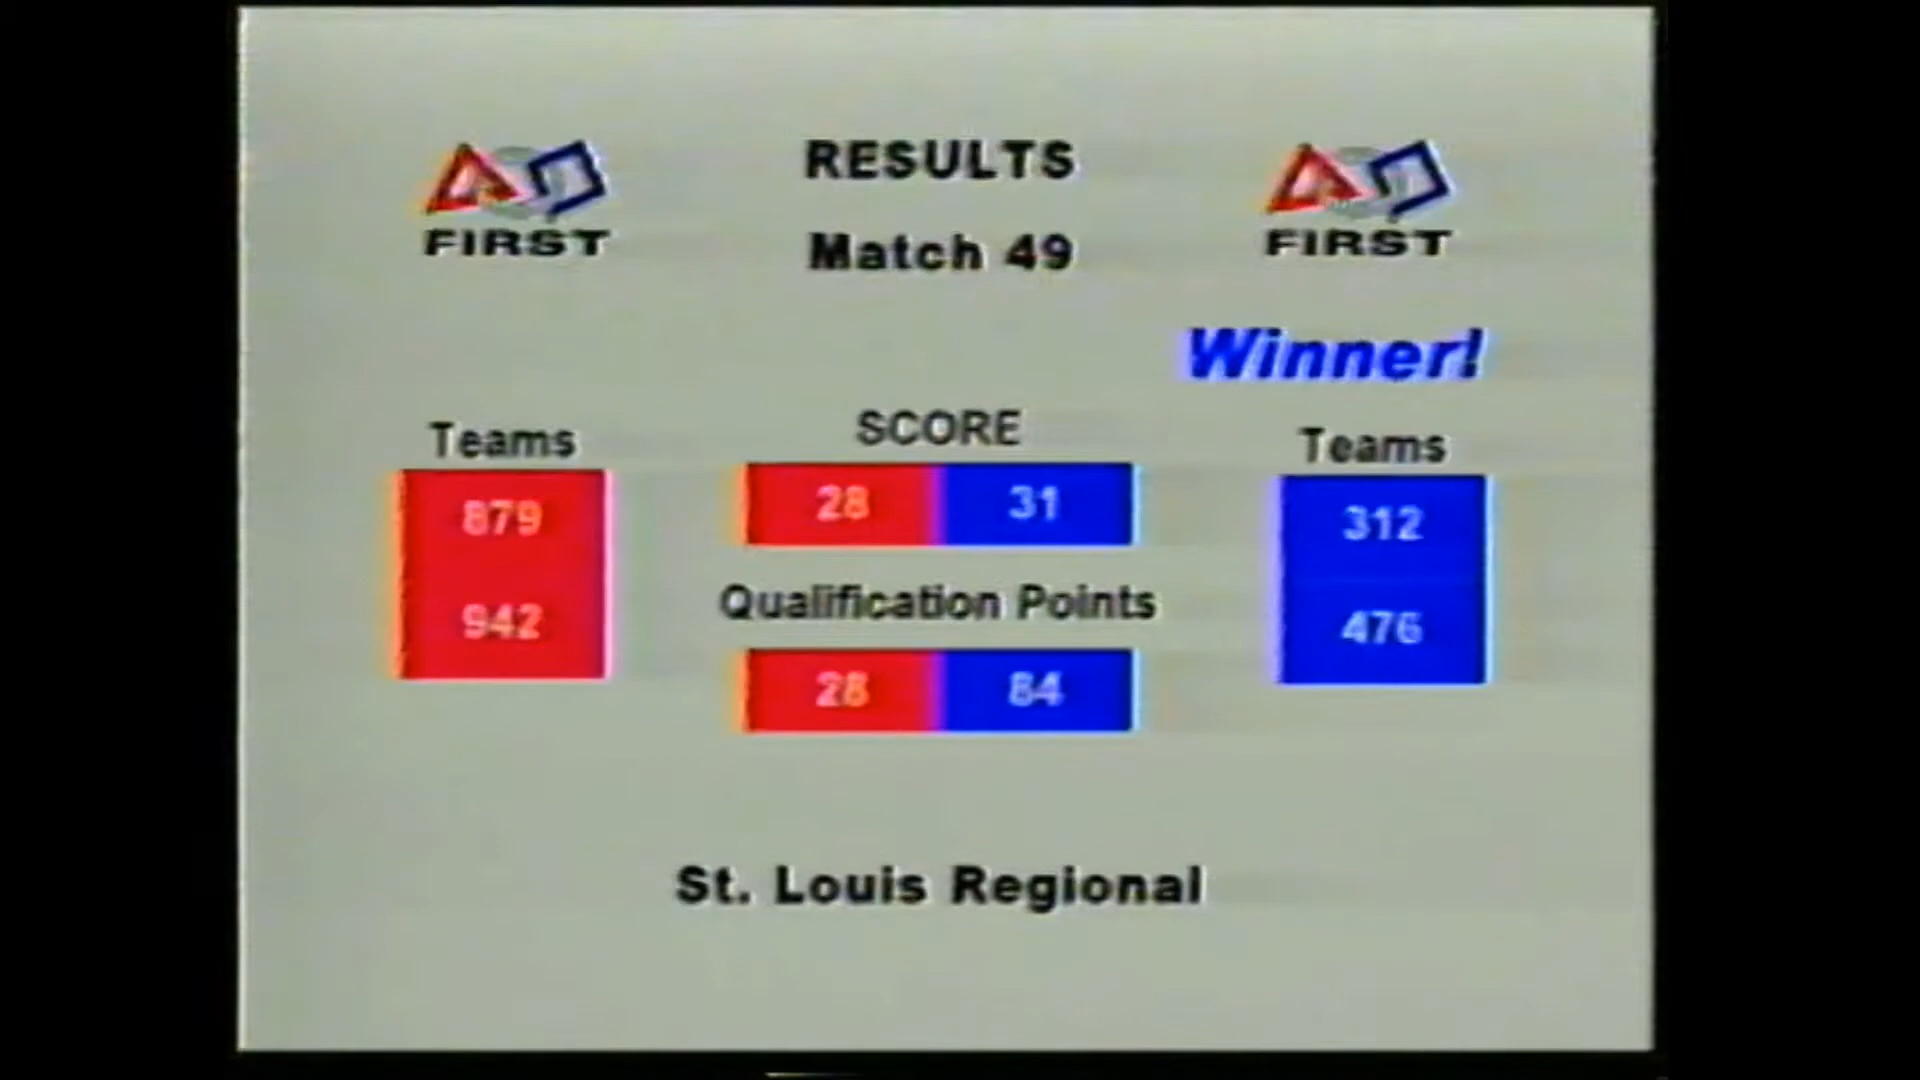 RESULTS
FIRST
Match 49
FIRST
Winner!
Teams
SCORE
Teams
879
28
31
312
942
Qualification Points
476
28
84
St. Louis Regional